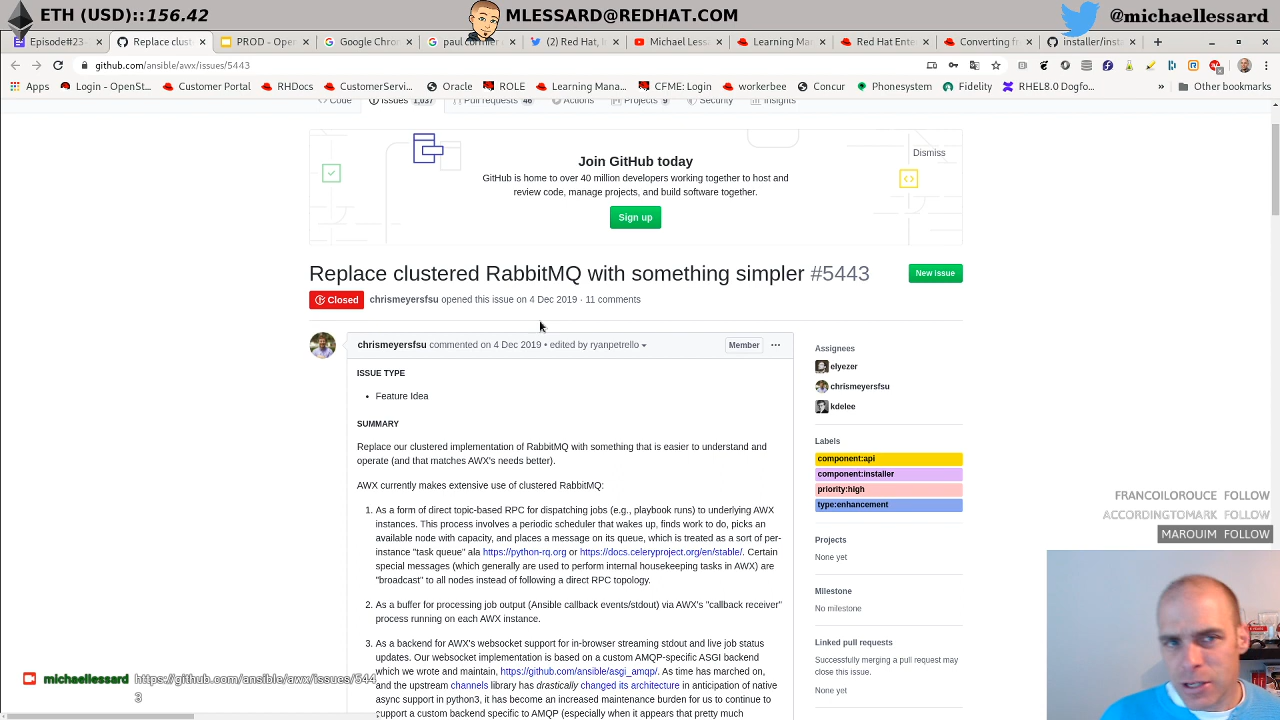 ETH (USD)::156.42
MLESSARD@REDHAT.COM
@michaellessard
Episode#23
Replace clust
PROD - Open
GoogleChrom
(2) Ansible -
Michael Less
Learning Ma
Converting fr
installer/inst
github.com/ansible/awx/issues/5443
Apps
Login - OpenSt...
Customer Portal
RHDocs
CustomerServic...
Oracle
ROLE
Learning Mana...
CFME: Login
workerbee
Concur
ProjectShare
Openshift
Fidelity
RHEL8.0 Dogfo...
Other bookmarks
Code
Issues 1,037
Pull requests 46
Actions
Projects 9
Security
Insights
Join GitHub today
Dismiss
GitHub is home to over 40 million developers working together to host and
review code, manage projects, and build software together.
Sign up
Replace clustered RabbitMQ with something simpler #5443
New issue
Closed chrismeyersfsu opened this issue on 4 Dec 2019 · 11 comments
chrismeyersfsu commented on 4 Dec 2019 • edited by ryanpetrello
Member
ISSUE TYPE
• Feature Idea
SUMMARY
Replace our clustered implementation of RabbitMQ with something that is easier to understand and
operate (and that matches AWX's needs better).
AWX currently makes extensive use of clustered RabbitMQ:
1. As a form of direct topic-based RPC for dispatching jobs (e.g., playbook runs) to underlying AWX
instances. This process involves a periodic scheduler that wakes up, finds work to do, picks an
available node with capacity, and places a message on its queue, which is treated as a sort of per-
instance "task queue" ala https://python-rq.org or https://docs.celeryproject.org/en/stable/. Certain
special messages (which generally are used to perform internal housekeeping tasks in AWX) are
"broadcast" to all nodes instead of following a direct RPC topology.
2. As a buffer for processing job output (Ansible callback events/stdout) via AWX's "callback receiver"
process running on each AWX instance.
3. As a backend for AWX's websocket support for in-browser streaming stdout and live job status
updates. Our websocket implementation is based on a custom AMQP-specific ASGI backend
which we wrote and maintain, https://github.com/ansible/asgi_amqp/. As time has marched on,
and the upstream channels library has drastically changed its architecture in anticipation of native
async support in python3, it has become an increased maintenance burden for us to continue to
support a custom backend specific to AMQP (especially when it appears that pretty much
Assignees
elyezer
chrismeyersfsu
kdelee
Labels
component:api
component:installer
priority:high
type:enhancement
Projects
None yet
Milestone
No milestone
Linked pull requests
Successfully merging a pull request may
close this issue.
None yet
FRANCOILOROUCE FOLLOW
ACCORDINGTOMARK FOLLOW
MAROUIM FOLLOW
michaellessard https://github.com/ansible/awx/issues/544
3